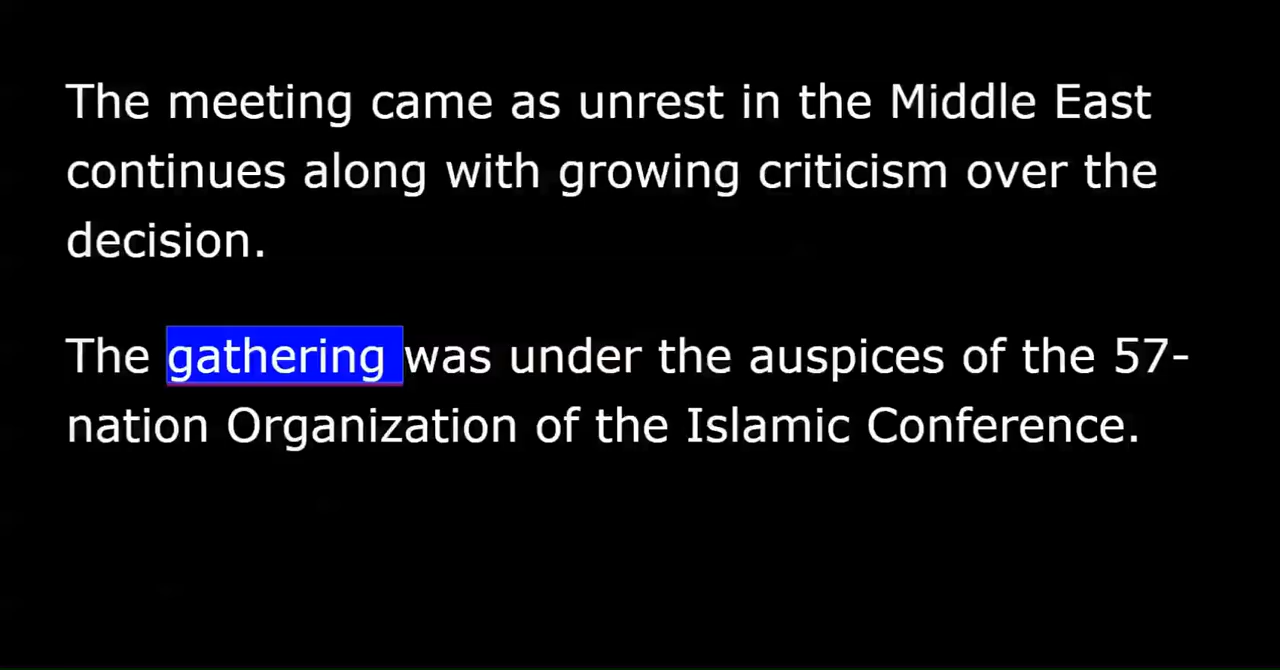 The meeting came as unrest in the Middle East
continues along with growing criticism over the
decision.
The gathering was under the auspices of the 57-
nation Organization of the Islamic Conference.